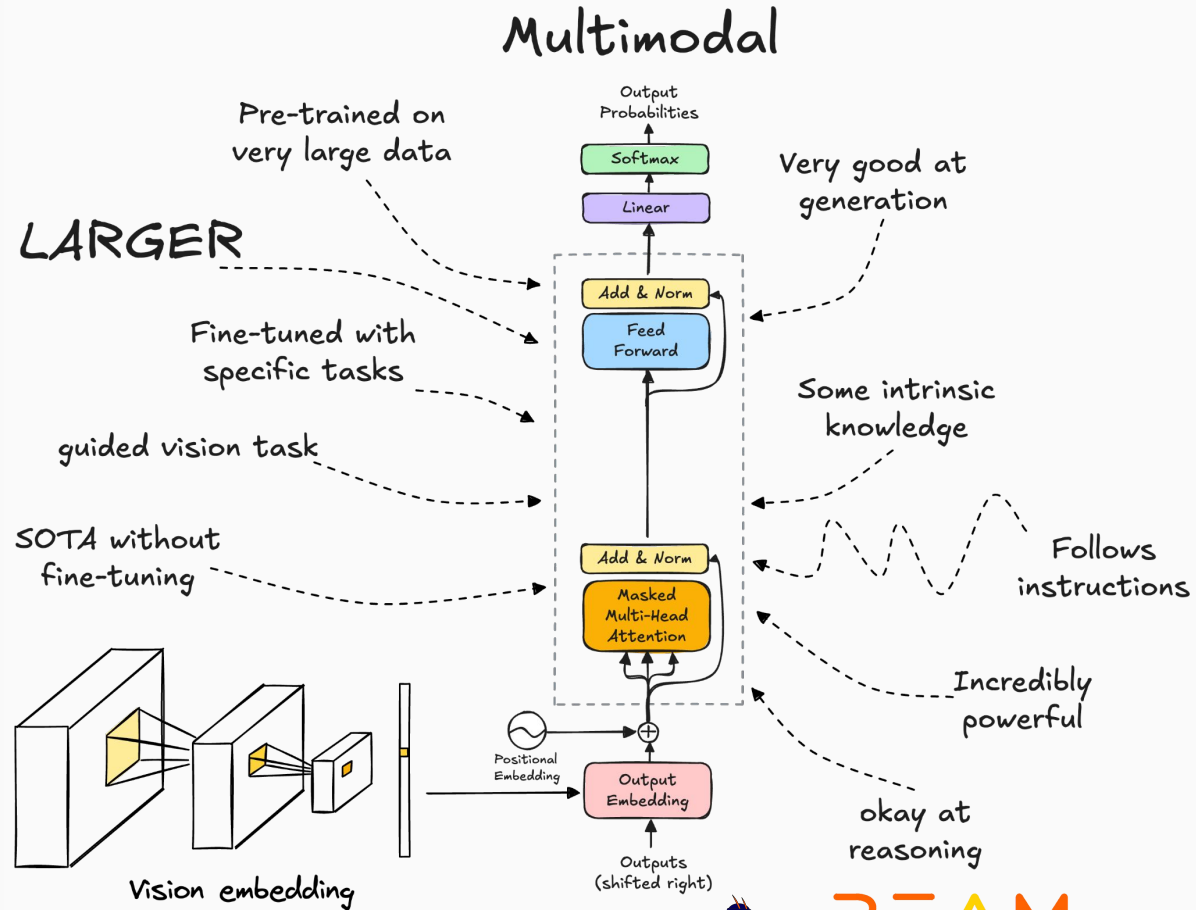 Multimodal
Output
Probabilities
Softmax
Linear
Pre-trained on
very large data
Very good at
generation
LARGER
Add & Norm
Feed
Forward
Fine-tuned with
specific tasks
Some intrinsic
knowledge
guided vision task
SOTA without
fine-tuning
Add & Norm
Masked
Multi-Head
Attention
Follows
instructions
Incredibly
powerful
Positional
Embedding
Output
Embedding
okay at
reasoning
Outputs
(shifted right)
Vision embedding